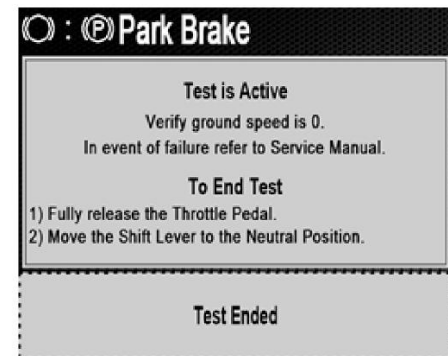 (O) : (P) Park Brake
Test is Active
Verify ground speed is 0.
In event of failure refer to Service Manual.
To End Test
1) Fully release the Throttle Pedal.
2) Move the Shift Lever to the Neutral Position.
Test Ended